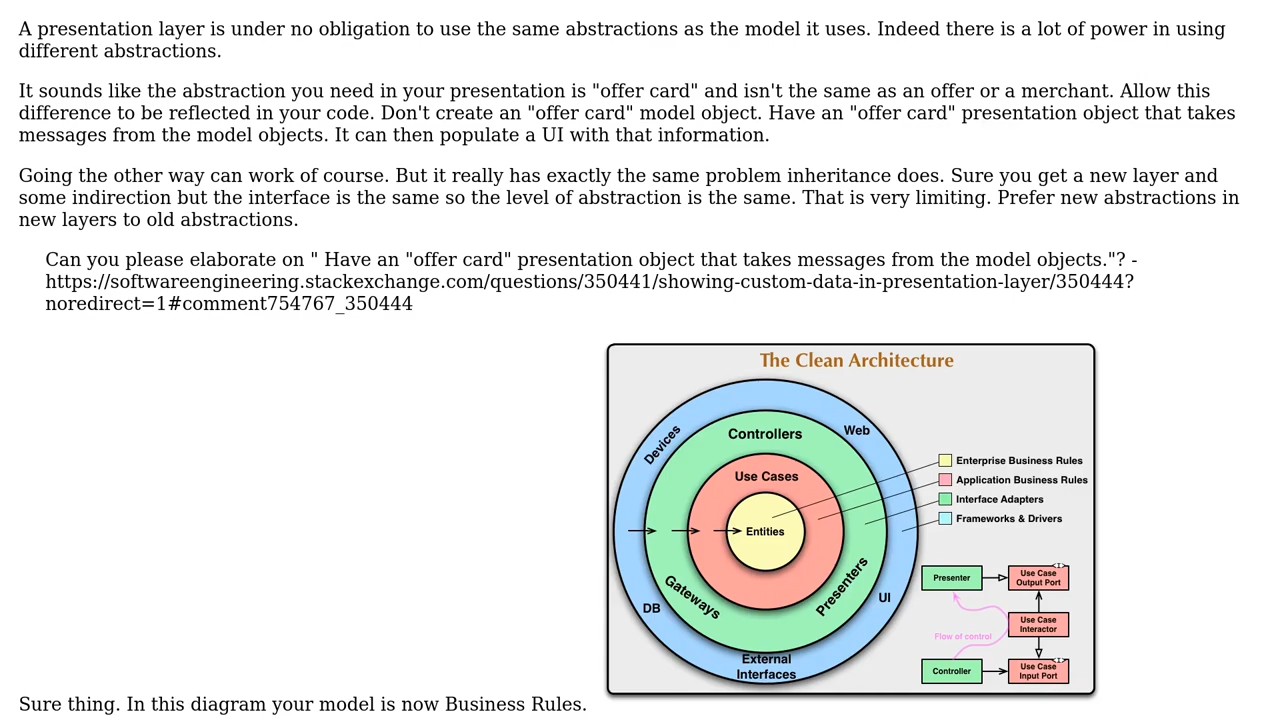 A presentation layer is under no obligation to use the same abstractions as the model it uses. Indeed there is a lot of power in using
different abstractions.
It sounds like the abstraction you need in your presentation is "offer card" and isn't the same as an offer or a merchant. Allow this
difference to be reflected in your code. Don't create an "offer card" model object. Have an "offer card" presentation object that takes
messages from the model objects. It can then populate a UI with that information.
Going the other way can work of course. But it really has exactly the same problem inheritance does. Sure you get a new layer and
some indirection but the interface is the same so the level of abstraction is the same. That is very limiting. Prefer new abstractions in
new layers to old abstractions.
Can you please elaborate on " Have an "offer card" presentation object that takes messages from the model objects."? -
https://softwareengineering.stackexchange.com/questions/350441/showing-custom-data-in-presentation-layer/350444?
noredirect=1#comment754767_350444
The Clean Architecture
Devices
Controllers
Web
Use Cases
Entities
Gateways
Presenters
DB
UI
External
Interfaces
Enterprise Business Rules
Application Business Rules
Interface Adapters
Frameworks & Drivers
Presenter
Use Case
Output Port
Flow of control
Use Case
Interactor
Controller
Use Case
Input Port
Sure thing. In this diagram your model is now Business Rules.